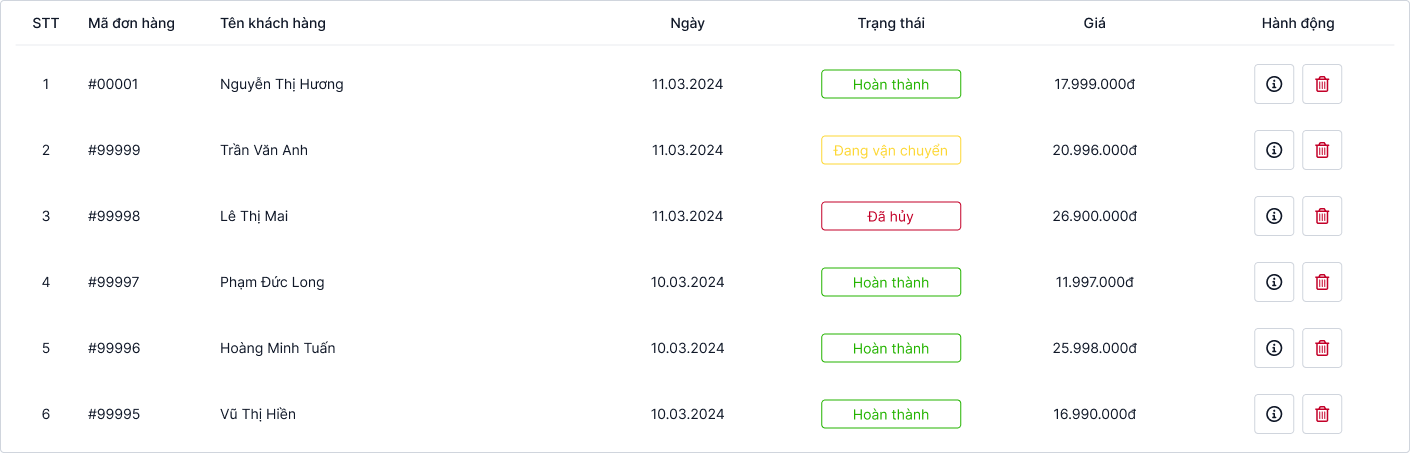 STT Mã đơn hàng Tên khách hàng Ngày Trạng thái Giá Hành động
1 #00001 Nguyễn Thị Hương 11.03.2024 Hoàn thành 17.999.000đ
2 #99999 Trần Văn Anh 11.03.2024 Đang vận chuyển 20.996.000đ
3 #99998 Lê Thị Mai 11.03.2024 Đã hủy 26.900.000đ
4 #99997 Phạm Đức Long 10.03.2024 Hoàn thành 11.997.000đ
5 #99996 Hoàng Minh Tuấn 10.03.2024 Hoàn thành 25.998.000đ
6 #99995 Vũ Thị Hiền 10.03.2024 Hoàn thành 16.990.000đ